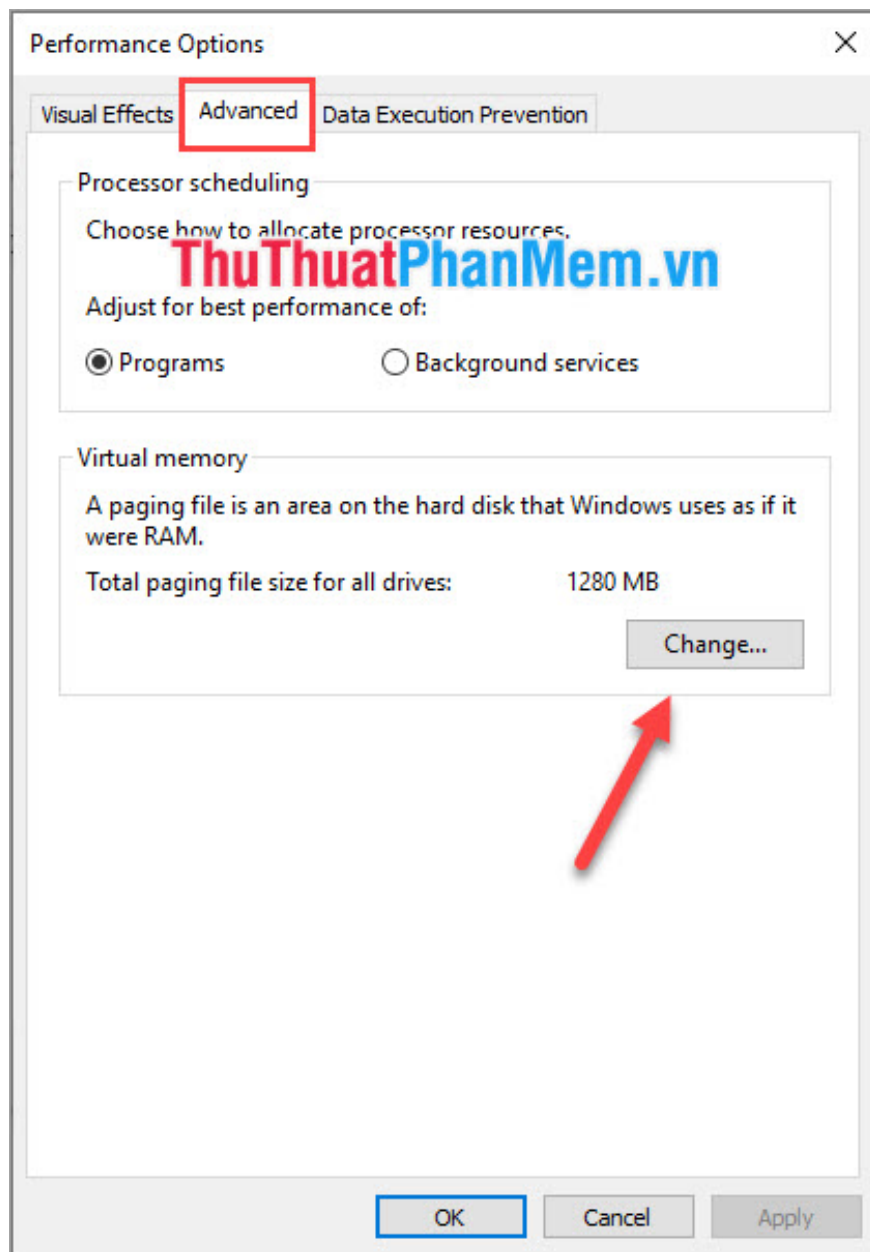 Performance Options
Visual Effects
Advanced
Data Execution Prevention
Processor scheduling
Choose how to allocate processor resources.
ThuThuatPhanMem.vn
Adjust for best performance of:
Programs
Background services
Virtual memory
A paging file is an area on the hard disk that Windows uses as if it
were RAM.
Total paging file size for all drives:
1280 MB
Change...
OK
Cancel
Apply